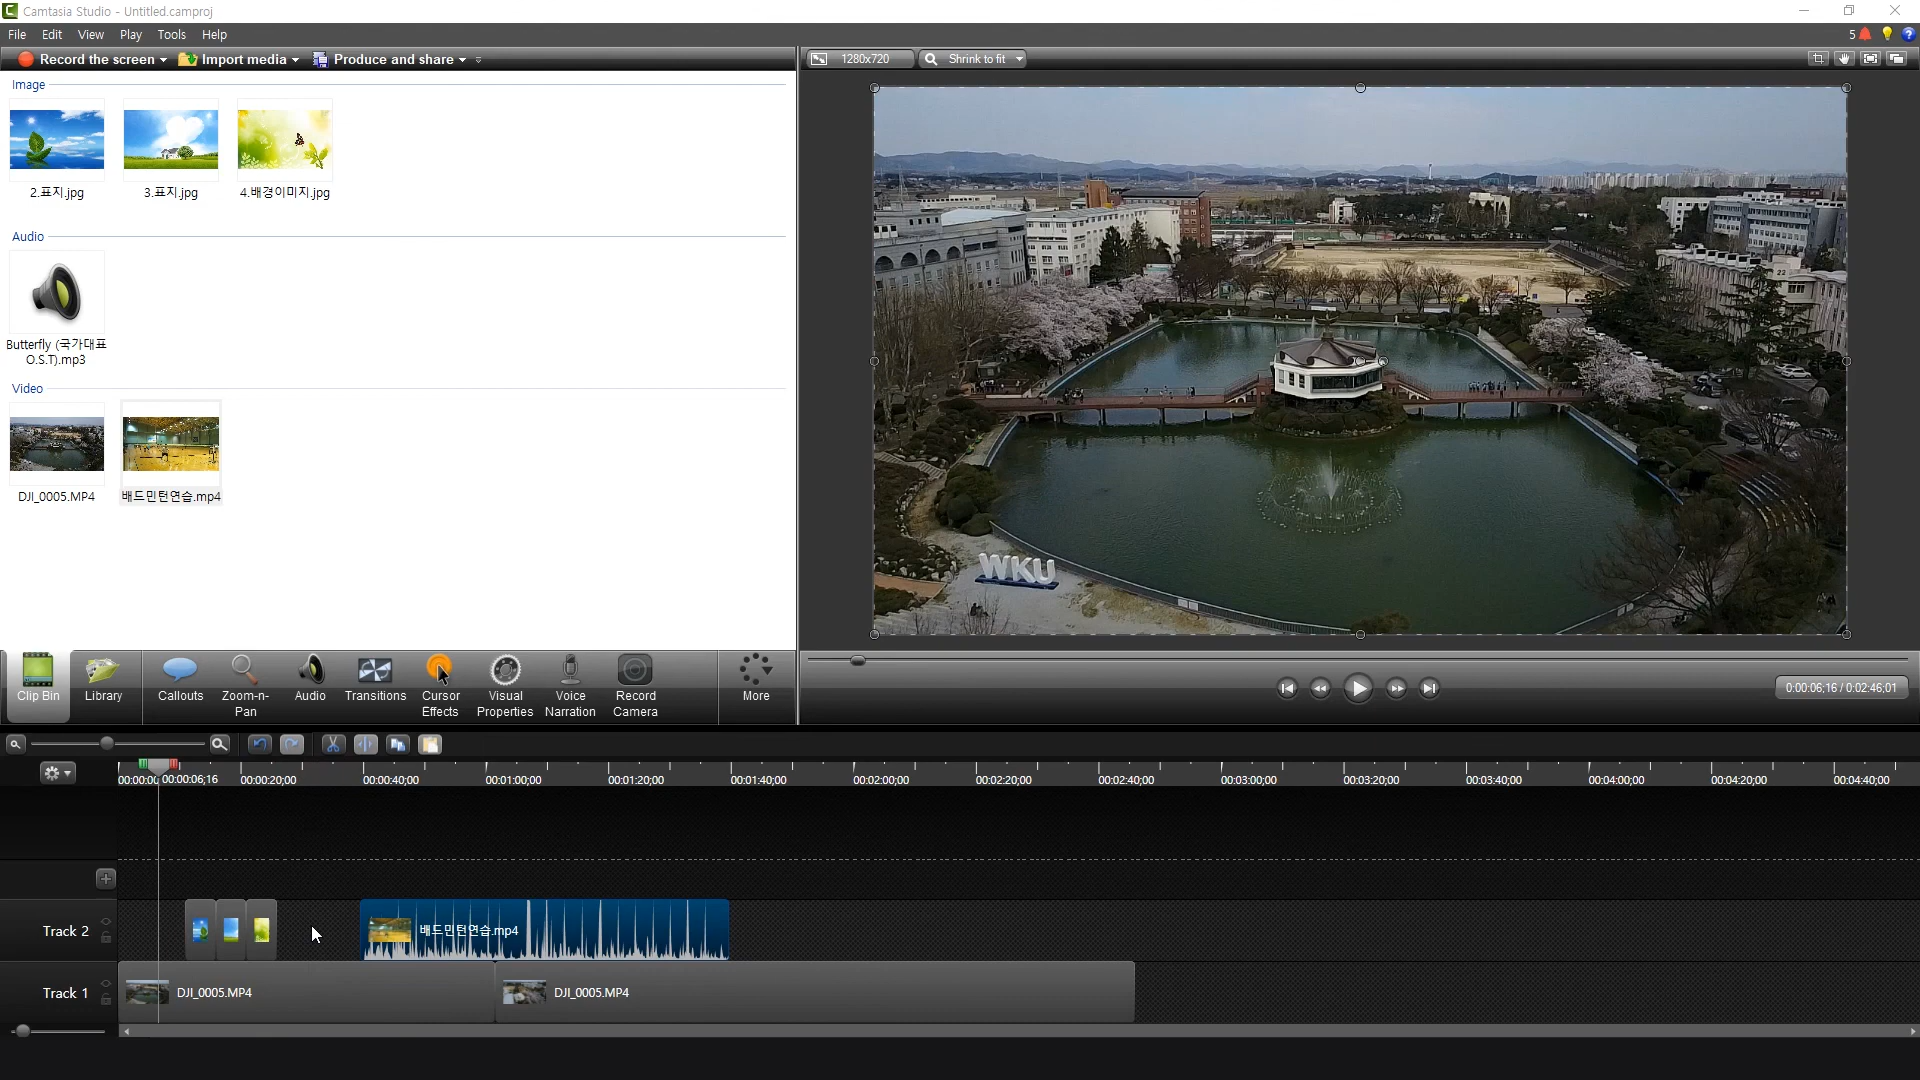 Camtasia Studio - Untitled.camproj
File Edit View Play Tools Help
5
Record the screen Import media Produce and share
1280x720 Shrink to fit
Image
2.표지.jpg 3.표지.jpg 4.배경이미지.jpg
Audio
Butterfly (국가대표
O.S.T).mp3
Video
DJI_0005.MP4 배드민턴연습.mp4
22
WKU
Clip Bin Library Callouts Zoom-n-Pan Audio Transitions Cursor Effects Visual Properties Voice Narration Record Camera More
0:00:06;16 / 0:02:46;01
00:00:00 00:00:06;16 00:00:20;00 00:00:40;00 00:01:00;00 00:01:20;00 00:01:40;00 00:02:00;00 00:02:20;00 00:02:40;00 00:03:00;00 00:03:20;00 00:03:40;00 00:04:00;00 00:04:20;00 00:04:40;00
Track 2 배드민턴연습.mp4
Track 1 DJI_0005.MP4 DJI_0005.MP4